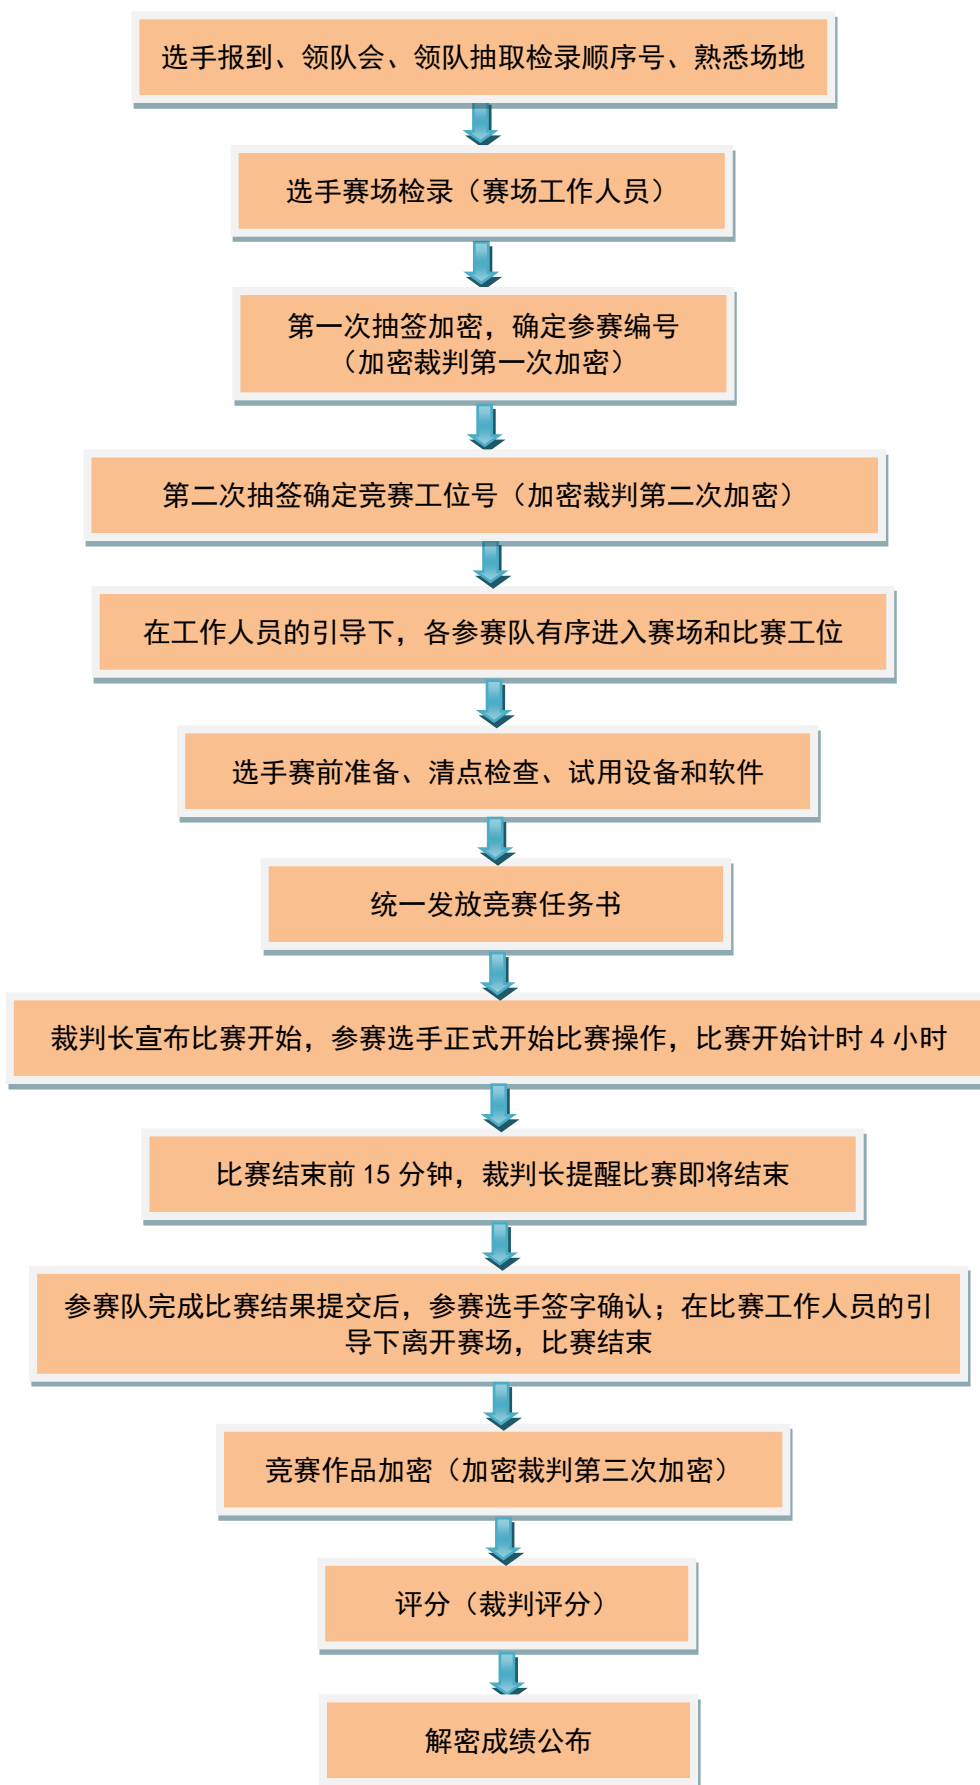 选手报到、领队会、领队抽取检录顺序号、熟悉场地
选手赛场检录（赛场工作人员）
第一次抽签加密，确定参赛编号
（加密裁判第一次加密）
第二次抽签确定竞赛工位号（加密裁判第二次加密）
在工作人员的引导下，各参赛队有序进入赛场和比赛工位
选手赛前准备、清点检查、试用设备和软件
统一发放竞赛任务书
裁判长宣布比赛开始，参赛选手正式开始比赛操作，比赛开始计时 4 小时
比赛结束前 15 分钟，裁判长提醒比赛即将结束
参赛队完成比赛结果提交后，参赛选手签字确认；在比赛工作人员的引
导下离开赛场，比赛结束
竞赛作品加密（加密裁判第三次加密）
评分（裁判评分）
解密成绩公布